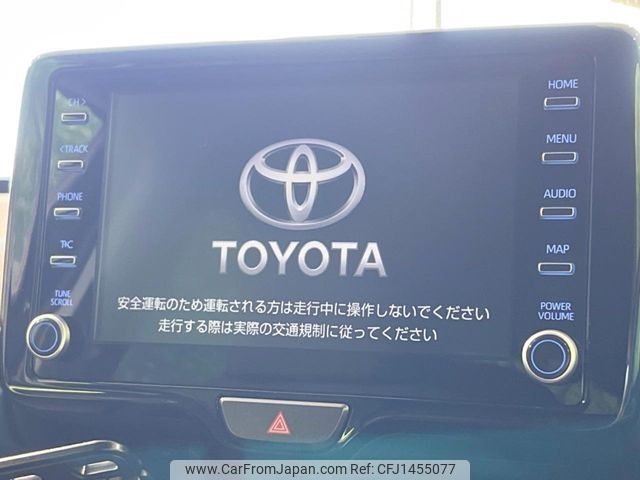 CH >
< TRACK
PHONE
TUNE
SCROLL
HOME
MENU
AUDIO
MAP
POWER
VOLUME
TOYOTA
安全運転のため運転される方は走行中に操作しないでください
走行する際は実際の交通規制に従ってください
www.CarFromJapan.com | CFJ1455077